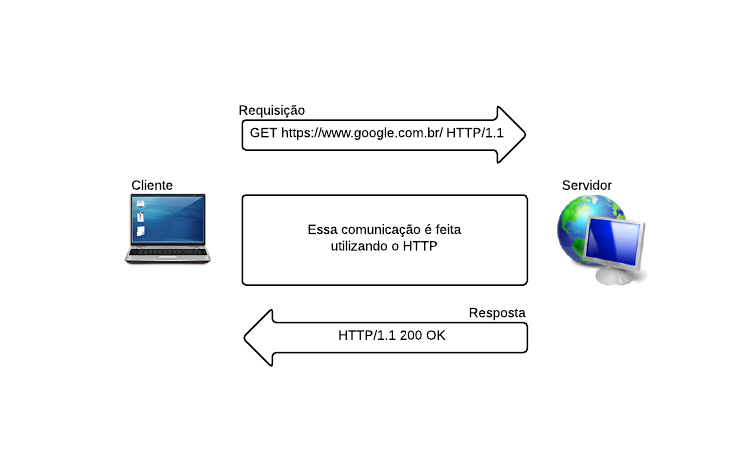 Requisição
GET https://www.google.com.br/ HTTP/1.1
Cliente
Servidor
Essa comunicação é feita
utilizando o HTTP
Resposta
HTTP/1.1 200 OK